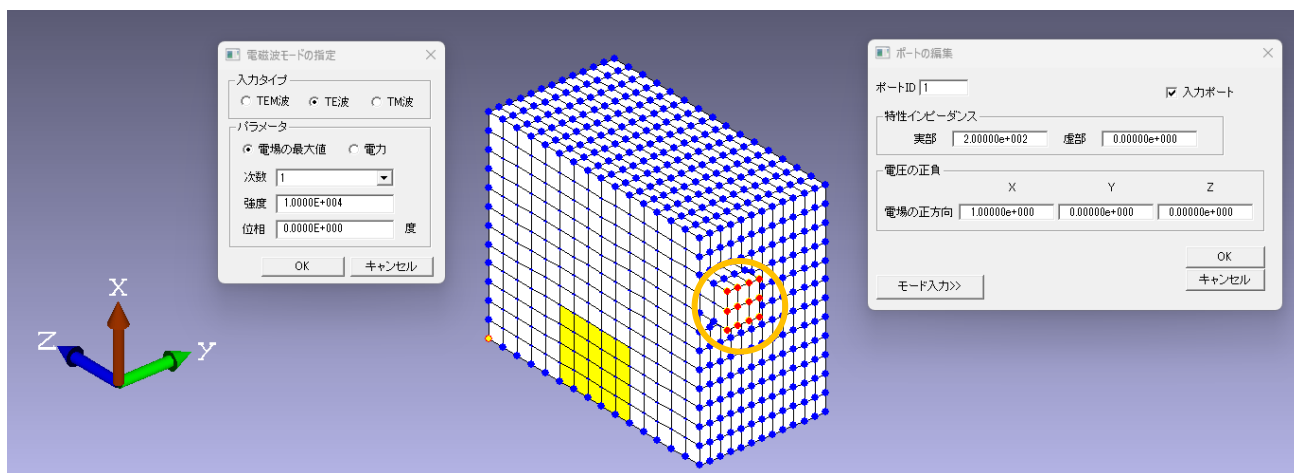 電磁波モードの指定
入力タイプ
TEM波 TE波 TM波
パラメータ
電場の最大値 電力
次数 1
強度 1.0000E+004
位相 0.0000E+000 度
OK キャンセル
X
Z
Y
ポートの編集
ポートID 1 入力ポート
特性インピーダンス
実部 2.00000e+002 虚部 0.00000e+000
電圧の正負
X Y Z
電場の正方向 1.00000e+000 0.00000e+000 0.00000e+000
OK
モード入力>> キャンセル